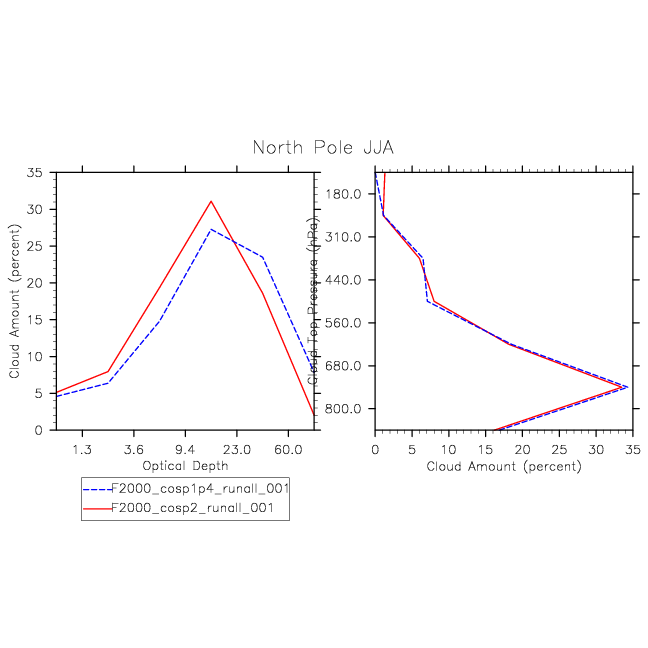 North Pole JJA
Cloud Amount (percent)
35
30
25
20
15
10
5
0
1.3 3.6 9.4 23.0 60.0
Optical Depth
Cloud Top Pressure (hPa)
180.0
310.0
440.0
560.0
680.0
800.0
0 5 10 15 20 25 30 35
Cloud Amount (percent)
F2000_cosp1p4_runall_001
F2000_cosp2_runall_001